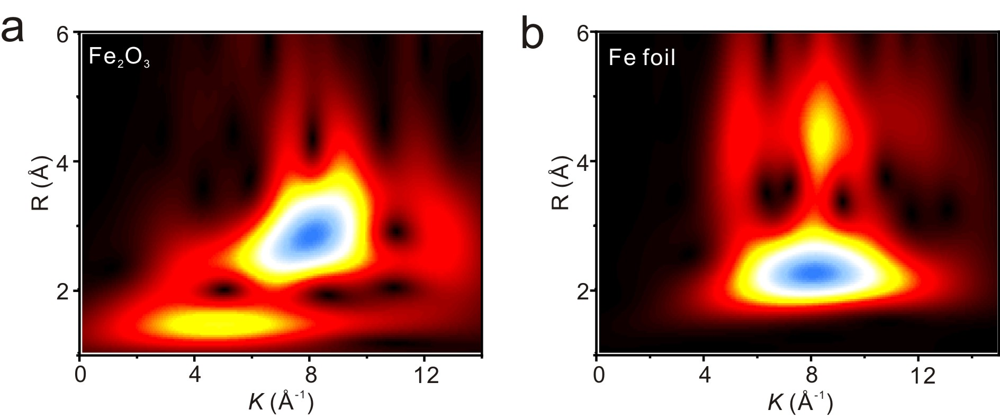 a
Fe₂O₃
6
4
2
R (Å)
0 4 8 12
K (Å⁻¹)
b
Fe foil
6
4
2
R (Å)
0 4 8 12
K (Å⁻¹)